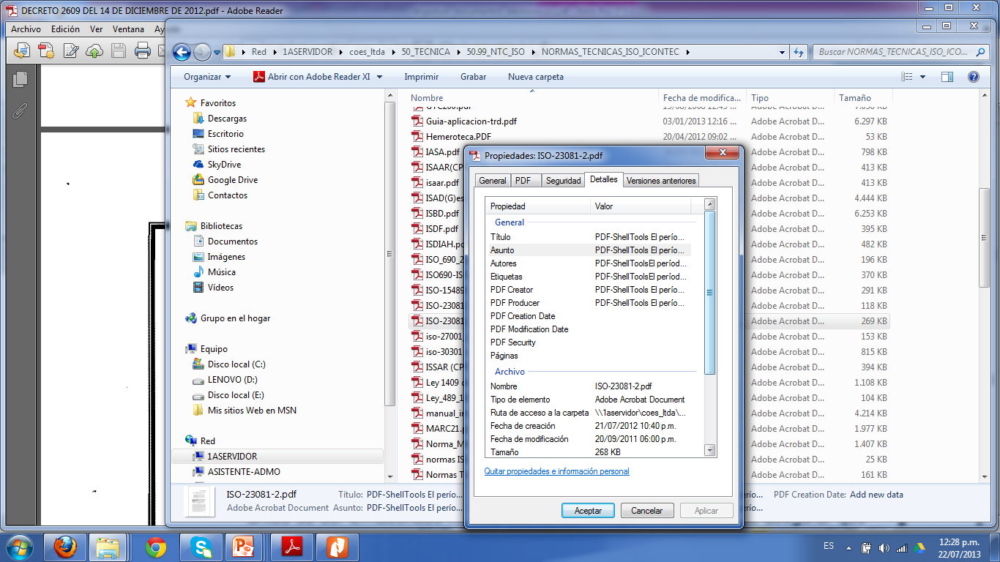 DECRETO 2609 DEL 14 DE DICIEMBRE DE 2012.pdf - Adobe Reader
Archivo Edición Ver Ventana
Red 1ASERVIDOR coes_ltda 50_TECNICA 50.99_NTC_ISO NORMAS_TECNICAS_ISO_ICONTEC
Buscar NORMAS_TECNICAS_ISO_ICO...
Organizar Abrir con Adobe Reader XI Imprimir Grabar Nueva carpeta
Favoritos
Descargas
Escritorio
Sitios recientes
SkyDrive
Google Drive
Contactos
Bibliotecas
Documentos
Imágenes
Música
Vídeos
Grupo en el hogar
Equipo
Disco local (C:)
LENOVO (D:)
Disco local (E:)
Mis sitios Web en MSN
Red
1ASERVIDOR
ASISTENTE-ADMO
Nombre Fecha de modifica... Tipo Tamaño
Guia-aplicacion-trd.pdf 03/01/2013 12:16 ... Adobe Acrobat D... 6.297 KB
Hemeroteca.PDF 20/04/2012 09:02 ... Adobe Acrobat D... 53 KB
IASA.pdf Adobe Acrobat D... 798 KB
ISAAR(CP Adobe Acrobat D... 413 KB
isaar.pdf Adobe Acrobat D... 413 KB
ISAD(G)es Adobe Acrobat D... 4.444 KB
ISBD.pdf Adobe Acrobat D... 6.253 KB
ISDF.pdf Adobe Acrobat D... 395 KB
ISDIAH.p Adobe Acrobat D... 482 KB
ISO_690_2 Adobe Acrobat D... 196 KB
ISO690-IS Adobe Acrobat D... 370 KB
ISO-15489 Adobe Acrobat D... 291 KB
ISO-23081 Adobe Acrobat D... 118 KB
ISO-23081 Adobe Acrobat D... 269 KB
iso-27001 Adobe Acrobat D... 153 KB
iso-30301 Adobe Acrobat D... 815 KB
ISSAR (CP Adobe Acrobat D... 394 KB
Ley 1409 Adobe Acrobat D... 1.108 KB
Ley_489_1 Adobe Acrobat D... 104 KB
manual_in Adobe Acrobat D... 4.214 KB
MARC21.p Adobe Acrobat D... 1.977 KB
Norma_M Adobe Acrobat D... 1.407 KB
normas IS Adobe Acrobat D... 25 KB
Normas T Adobe Acrobat D... 161 KB
Propiedades: ISO-23081-2.pdf
General PDF Seguridad Detalles Versiones anteriores
Propiedad Valor
General
Título PDF-ShellTools El perío...
Asunto PDF-ShellTools El perío...
Autores PDF-ShellToolsEl períod...
Etiquetas PDF-ShellToolsEl períod...
PDF Creator PDF-ShellTools El perío...
PDF Producer PDF-ShellTools El perío...
PDF Creation Date
PDF Modification Date
PDF Security
Páginas
Archivo
Nombre ISO-23081-2.pdf
Tipo de elemento Adobe Acrobat Document
Ruta de acceso a la carpeta \\1aservidor\coes_ltda\...
Fecha de creación 21/07/2012 10:40 p.m.
Fecha de modificación 20/09/2011 06:00 p.m.
Tamaño 268 KB
Quitar propiedades e información personal
Aceptar Cancelar Aplicar
ISO-23081-2.pdf Título: PDF-ShellTools El perío... PDF Creation Date: Add new data
Adobe Acrobat Document Asunto: PDF-ShellTools El perío...
ES
12:28 p.m.
22/07/2013